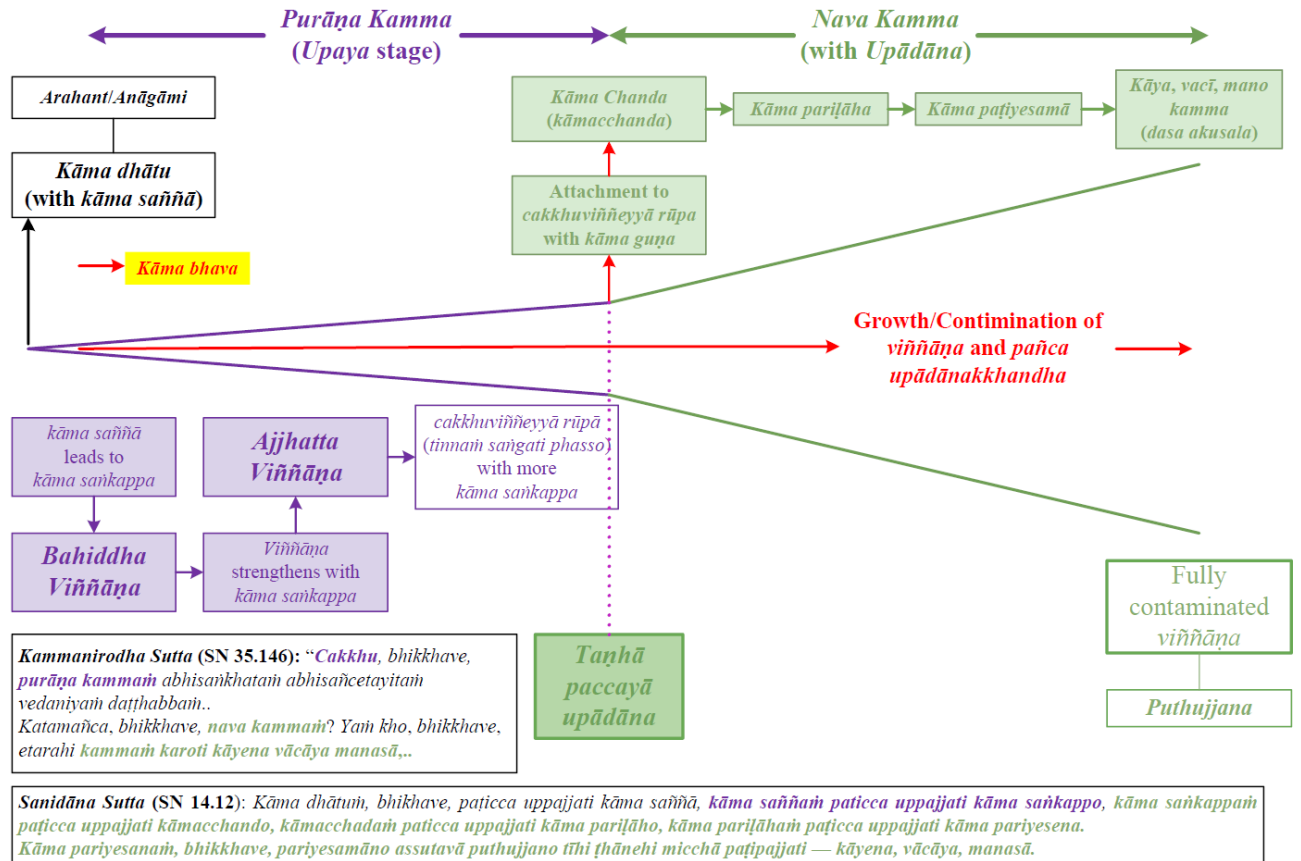 Purāṇa Kamma
(Upaya stage)
Nava Kamma
(with Upādāna)
Arahant/Anāgāmi
Kāma dhātu
(with kāma saññā)
Kāma bhava
Kāma Chanda
(kāmacchanda)
Kāma pariḷāha
Kāma paṭiyesamā
Kāya, vacī, mano
kamma
(dasa akusala)
Attachment to
cakkhuviññeyyā rūpa
with kāma guṇa
Growth/Contimination of
viññāṇa and pañca
upādānakkhandha
kāma saññā
leads to
kāma saṅkappa
Bahiddha
Viññāṇa
Viññāṇa
strengthens with
kāma saṅkappa
Ajjhatta
Viññāṇa
cakkhuviññeyyā rūpā
(tinnaṁ saṅgati phasso)
with more
kāma saṅkappa
Taṇhā
paccayā
upādāna
Fully
contaminated
viññāṇa
Puthujjana
Kammanirodha Sutta (SN 35.146): “Cakkhu, bhikkhave,
purāṇa kammaṁ abhisaṅkhataṁ abhisañcetayitaṁ
vedaniyaṁ daṭṭhabbaṁ..
Katamañca, bhikkhave, nava kammaṁ? Yaṁ kho, bhikkhave,
etarahi kammaṁ karoti kāyena vācāya manasā,..
Sanidāna Sutta (SN 14.12): Kāma dhātuṁ, bhikhave, paṭicca uppajjati kāma saññā, kāma saññaṁ paticca uppajjati kāma saṅkappo, kāma saṅkappaṁ
paṭicca uppajjati kāmacchando, kāmacchadaṁ paticca uppajjati kāma pariḷāho, kāma pariḷāhaṁ paṭicca uppajjati kāma pariyesena.
Kāma pariyesanaṁ, bhikkhave, pariyesamāno assutavā puthujjano tīhi ṭhānehi micchā paṭipajjati — kāyena, vācāya, manasā.